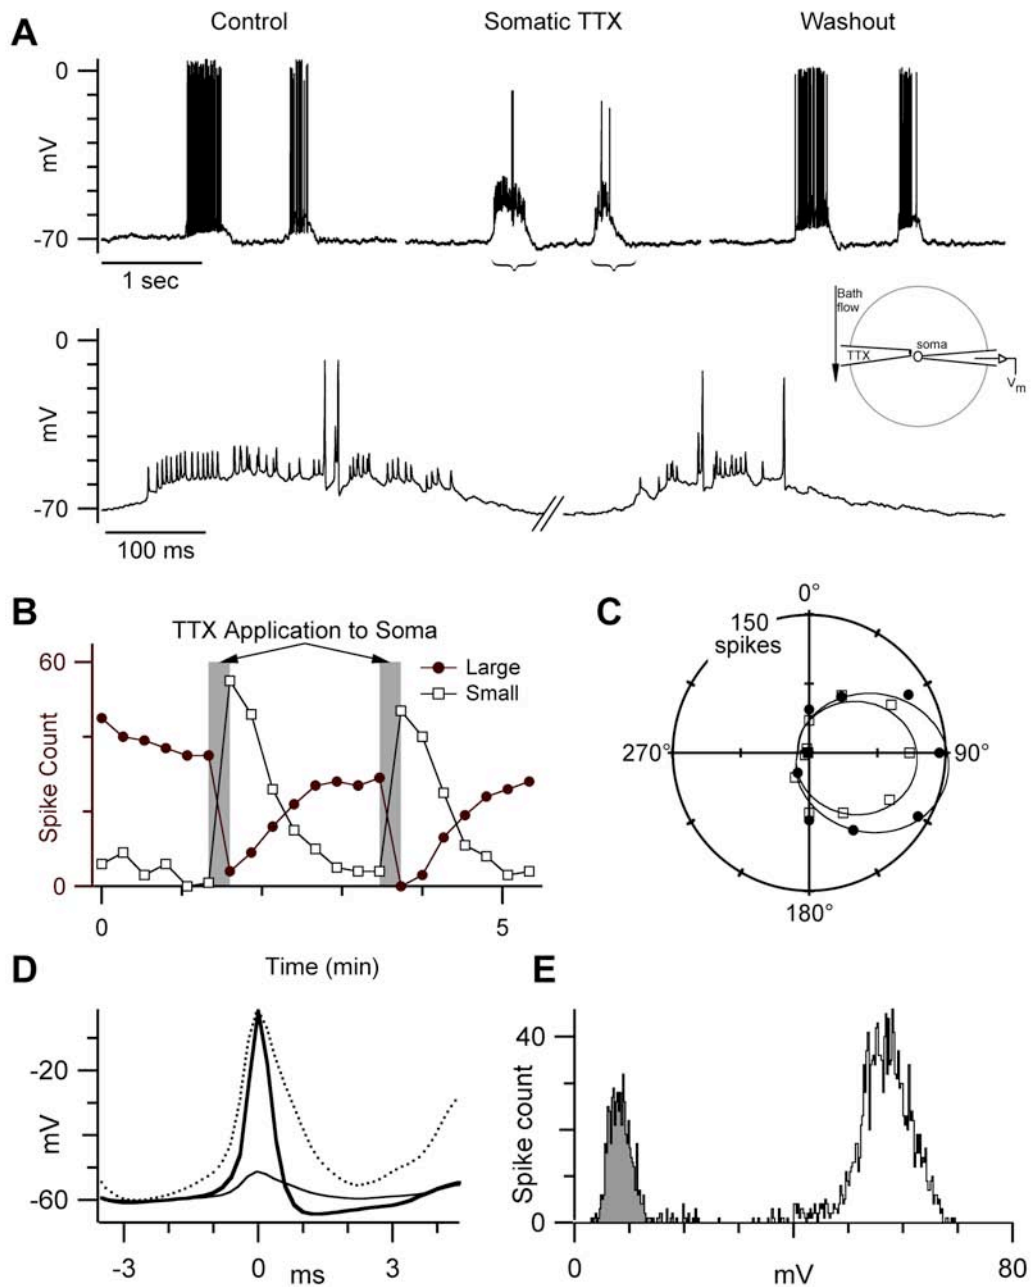 A
Control
Somatic TTX
Washout
0
mV
-70
1 sec
0
mV
-70
100 ms
Bath
flow
soma
TTX
Vm
B
TTX Application to Soma
60
Large
Small
Spike Count
0
0
5
Time (min)
C
0°
150
spikes
270°
90°
180°
D
-20
mV
-60
-3
0
3
ms
E
40
Spike count
0
0
mV
80